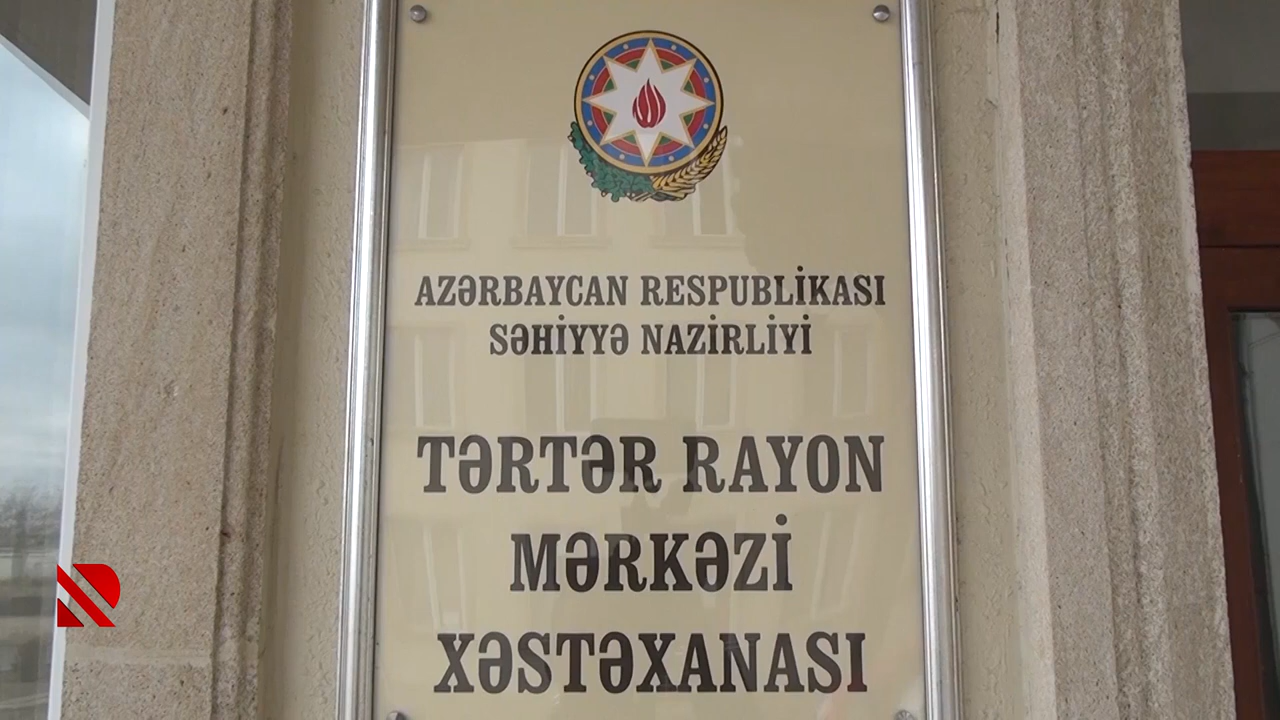 AZƏRBAYCAN RESPUBLİKASI
SƏHİYYƏ NAZİRLİYİ
TƏRTƏR RAYON
MƏRKƏZİ
XƏSTƏXANASI